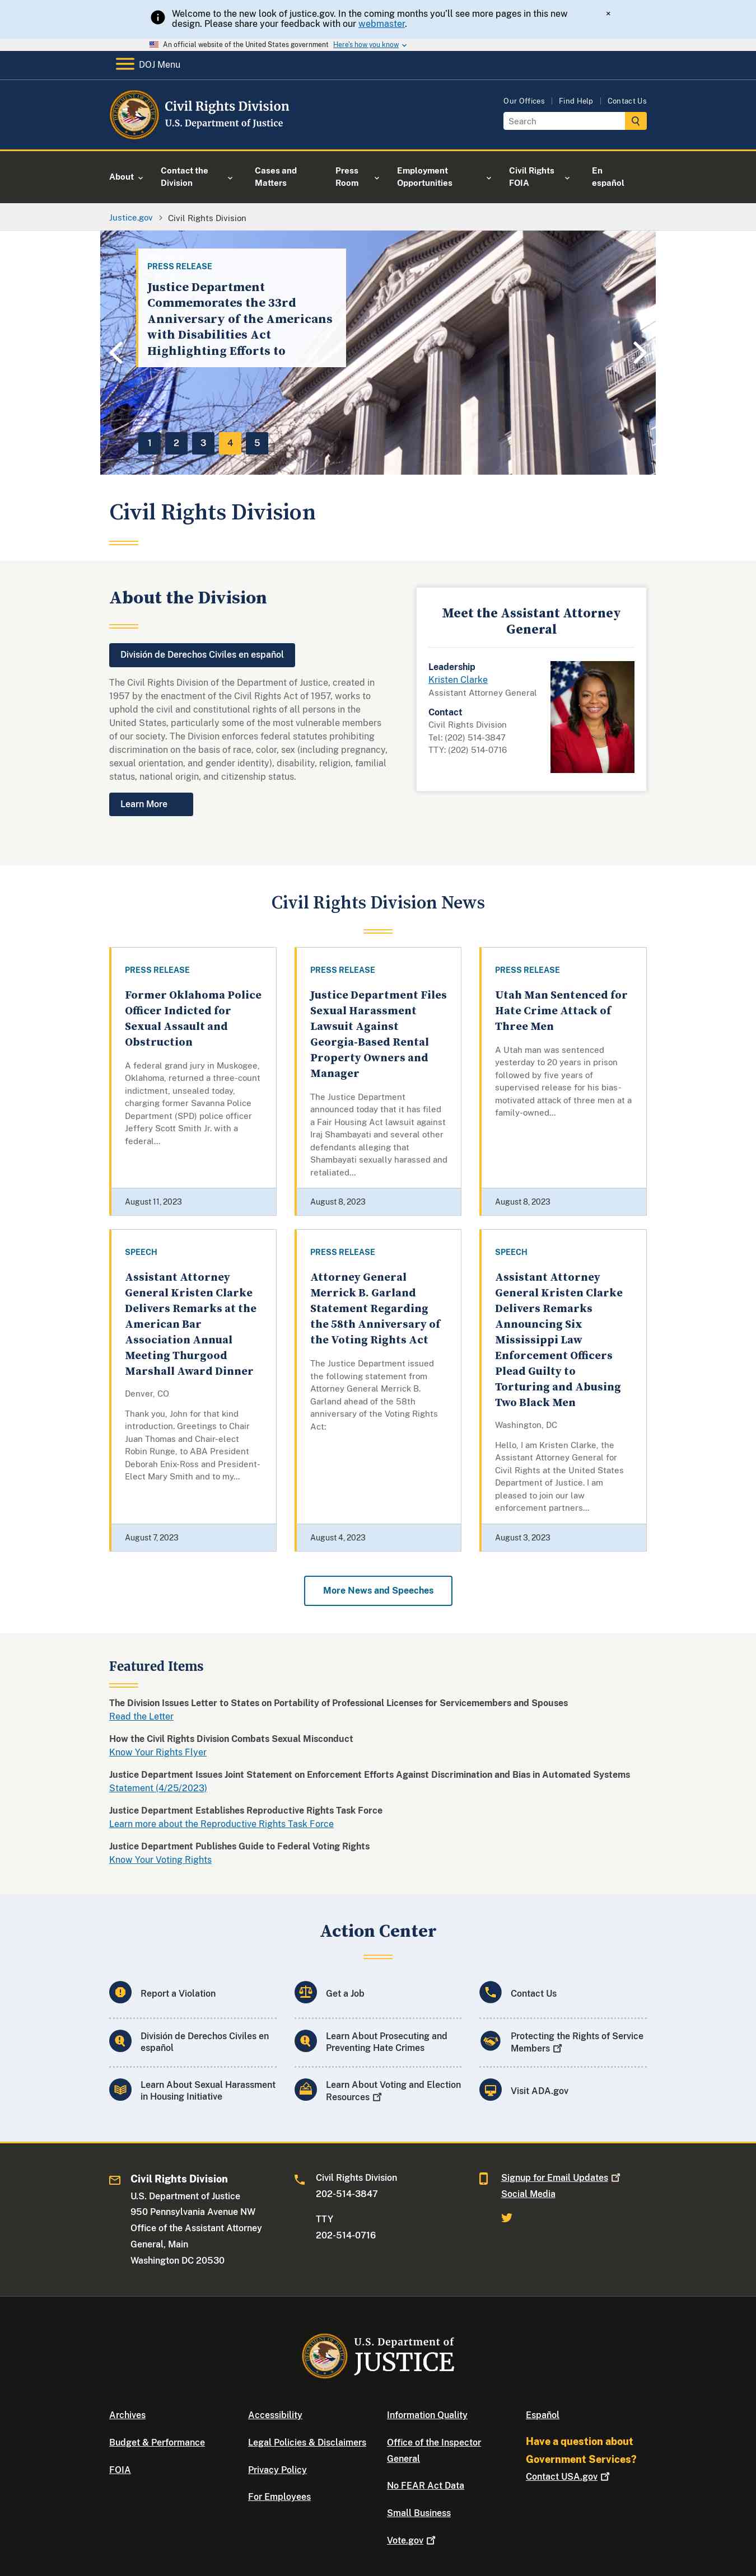 Welcome to the new look of justice.gov. In the coming months you'll see more pages in this new
design. Please share your feedback with our webmaster.
×
An official website of the United States government Here's how you know
DOJ Menu
Civil Rights Division
U.S. Department of Justice
Our Offices | Find Help | Contact Us
Search
About
Contact the
Division
Cases and
Matters
Press
Room
Employment
Opportunities
Civil Rights
FOIA
En
español
Justice.gov > Civil Rights Division
PRESS RELEASE
Justice Department
Commemorates the 33rd
Anniversary of the Americans
with Disabilities Act
Highlighting Efforts to
1 2 3 4 5
Civil Rights Division
About the Division
División de Derechos Civiles en español
The Civil Rights Division of the Department of Justice, created in
1957 by the enactment of the Civil Rights Act of 1957, works to
uphold the civil and constitutional rights of all persons in the
United States, particularly some of the most vulnerable members
of our society. The Division enforces federal statutes prohibiting
discrimination on the basis of race, color, sex (including pregnancy,
sexual orientation, and gender identity), disability, religion, familial
status, national origin, and citizenship status.
Learn More
Meet the Assistant Attorney
General
Leadership
Kristen Clarke
Assistant Attorney General
Contact
Civil Rights Division
Tel: (202) 514-3847
TTY: (202) 514-0716
Civil Rights Division News
PRESS RELEASE
Former Oklahoma Police
Officer Indicted for
Sexual Assault and
Obstruction
A federal grand jury in Muskogee,
Oklahoma, returned a three-count
indictment, unsealed today,
charging former Savanna Police
Department (SPD) police officer
Jeffery Scott Smith Jr. with a
federal...
August 11, 2023
PRESS RELEASE
Justice Department Files
Sexual Harassment
Lawsuit Against
Georgia-Based Rental
Property Owners and
Manager
The Justice Department
announced today that it has filed
a Fair Housing Act lawsuit against
Iraj Shambayati and several other
defendants alleging that
Shambayati sexually harassed and
retaliated...
August 8, 2023
PRESS RELEASE
Utah Man Sentenced for
Hate Crime Attack of
Three Men
A Utah man was sentenced
yesterday to 20 years in prison
followed by five years of
supervised release for his bias-
motivated attack of three men at a
family-owned...
August 8, 2023
SPEECH
Assistant Attorney
General Kristen Clarke
Delivers Remarks at the
American Bar
Association Annual
Meeting Thurgood
Marshall Award Dinner
Denver, CO
Thank you, John for that kind
introduction. Greetings to Chair
Juan Thomas and Chair-elect
Robin Runge, to ABA President
Deborah Enix-Ross and President-
Elect Mary Smith and to my...
August 7, 2023
PRESS RELEASE
Attorney General
Merrick B. Garland
Statement Regarding
the 58th Anniversary of
the Voting Rights Act
The Justice Department issued
the following statement from
Attorney General Merrick B.
Garland ahead of the 58th
anniversary of the Voting Rights
Act:
August 4, 2023
SPEECH
Assistant Attorney
General Kristen Clarke
Delivers Remarks
Announcing Six
Mississippi Law
Enforcement Officers
Plead Guilty to
Torturing and Abusing
Two Black Men
Washington, DC
Hello, I am Kristen Clarke, the
Assistant Attorney General for
Civil Rights at the United States
Department of Justice. I am
pleased to join our law
enforcement partners...
August 3, 2023
More News and Speeches
Featured Items
The Division Issues Letter to States on Portability of Professional Licenses for Servicemembers and Spouses
Read the Letter
How the Civil Rights Division Combats Sexual Misconduct
Know Your Rights Flyer
Justice Department Issues Joint Statement on Enforcement Efforts Against Discrimination and Bias in Automated Systems
Statement (4/25/2023)
Justice Department Establishes Reproductive Rights Task Force
Learn more about the Reproductive Rights Task Force
Justice Department Publishes Guide to Federal Voting Rights
Know Your Voting Rights
Action Center
Report a Violation
Get a Job
Contact Us
División de Derechos Civiles en
español
Learn About Prosecuting and
Preventing Hate Crimes
Protecting the Rights of Service
Members
Learn About Sexual Harassment
in Housing Initiative
Learn About Voting and Election
Resources
Visit ADA.gov
Civil Rights Division
U.S. Department of Justice
950 Pennsylvania Avenue NW
Office of the Assistant Attorney
General, Main
Washington DC 20530
Civil Rights Division
202-514-3847
TTY
202-514-0716
Signup for Email Updates
Social Media
U.S. Department of
JUSTICE
Archives
Budget & Performance
FOIA
Accessibility
Legal Policies & Disclaimers
Privacy Policy
For Employees
Information Quality
Office of the Inspector
General
No FEAR Act Data
Small Business
Vote.gov
Español
Have a question about
Government Services?
Contact USA.gov